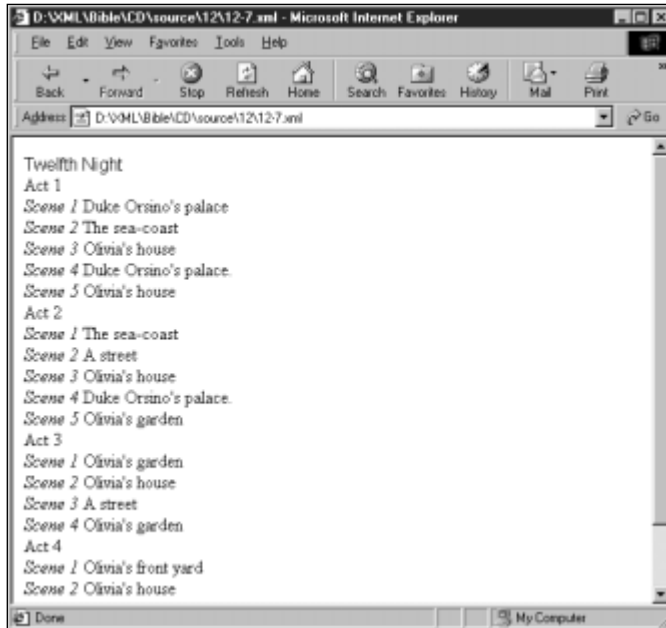 D:\XML\Bible\CD\source\12\12-7.xml - Microsoft Internet Explorer
File Edit View Favorites Tools Help
Back Forward Stop Refresh Home Search Favorites History Mail Print
Address D:\XML\Bible\CD\source\12\12-7.xml Go
Twelfth Night
Act 1
Scene 1 Duke Orsino's palace
Scene 2 The sea-coast
Scene 3 Olivia's house
Scene 4 Duke Orsino's palace.
Scene 5 Olivia's house
Act 2
Scene 1 The sea-coast
Scene 2 A street
Scene 3 Olivia's house
Scene 4 Duke Orsino's palace.
Scene 5 Olivia's garden
Act 3
Scene 1 Olivia's garden
Scene 2 Olivia's house
Scene 3 A street
Scene 4 Olivia's garden
Act 4
Scene 1 Olivia's front yard
Scene 2 Olivia's house
Done My Computer